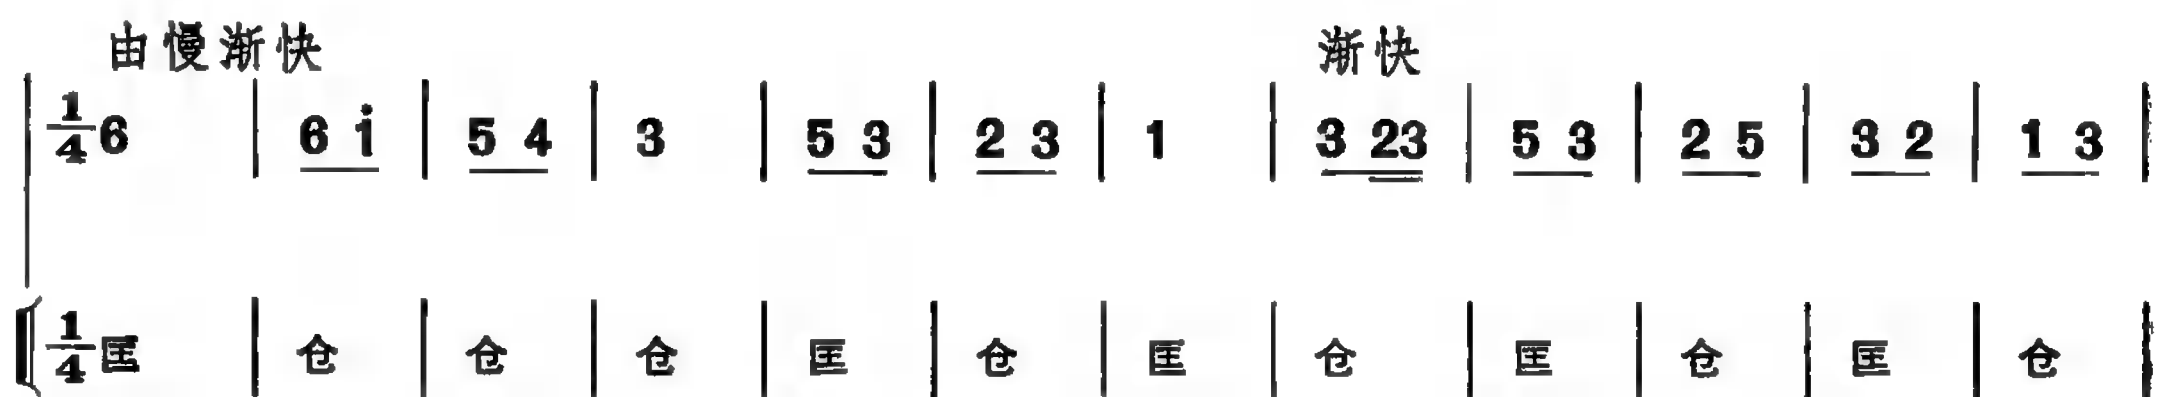 由慢渐快 渐快
1/4 6 | 6 i | 5 4 | 3 | 5 3 | 2 3 | 1 | 3 23 | 5 3 | 2 5 | 3 2 | 1 3 |
1/4 匡 | 仓 | 仓 | 仓 | 匡 | 仓 | 匡 | 仓 | 匡 | 仓 | 匡 | 仓 |